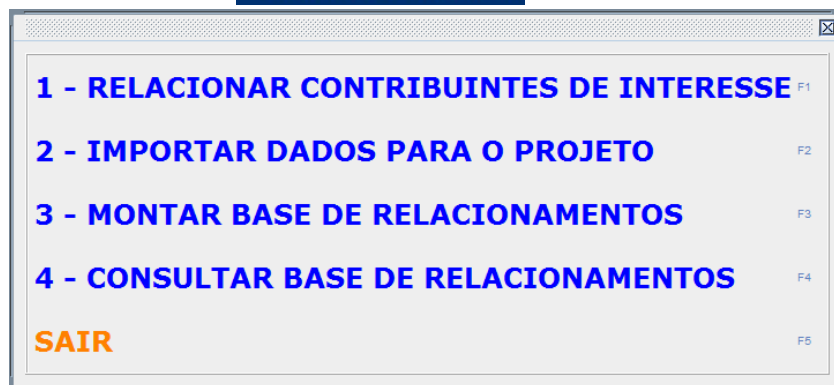 1 - RELACIONAR CONTRIBUINTES DE INTERESSE F1
2 - IMPORTAR DADOS PARA O PROJETO F2
3 - MONTAR BASE DE RELACIONAMENTOS F3
4 - CONSULTAR BASE DE RELACIONAMENTOS F4
SAIR F5